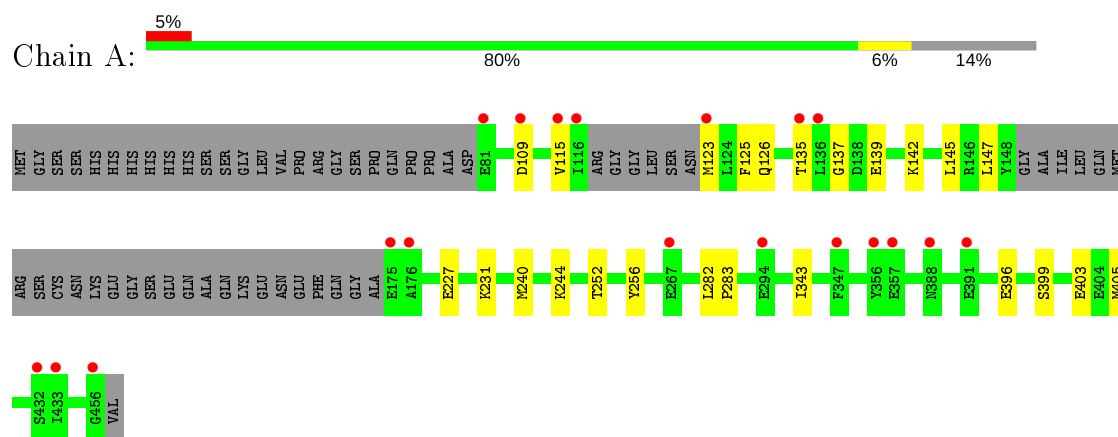 5%
Chain A:
80% 6% 14%
MET GLY SER SER HIS HIS HIS HIS HIS HIS SER SER GLY LEU VAL PRO ARG GLY SER PRO GLN PRO PRO ALA ASP E81 D109 V115 I116 ARG GLY GLY LEU SER ASN M123 L124 F125 Q126 T135 L136 G137 D138 E139 K142 L145 R146 L147 Y148 GLY ALA ILE LEU GLN MET
ARG SER CYS ASN LYS GLU GLY SER GLU GLN ALA GLN LYS GLU ASN GLU PHE GLN GLY ALA E175 A176 E227 K231 M240 K244 T252 Y256 E267 L282 P283 E294 I343 F347 Y356 E357 N388 E391 E396 S399 E403 E404 M405
S432 I433 G456 VAL